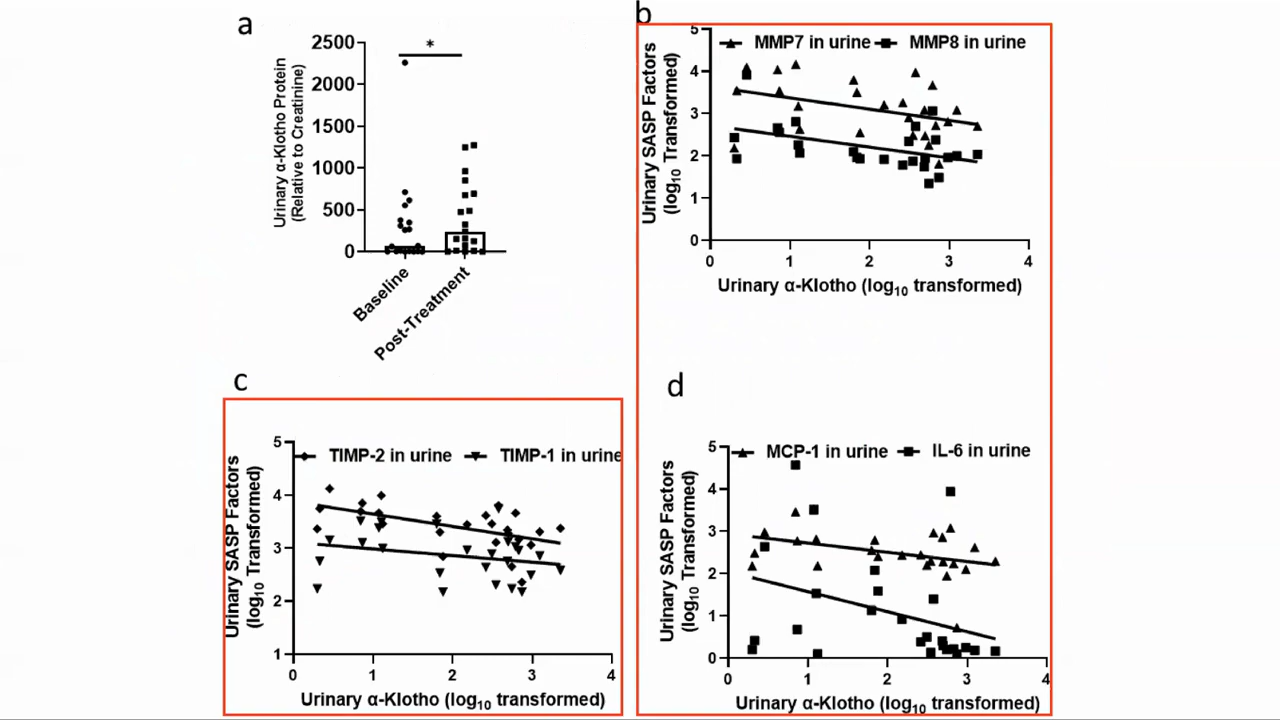 a
2500
2000
1500
1000
500
0
*
Urinary α-Klotho Protein
(Relative to Creatinine)
Baseline
Post-Treatment
b
5
4
3
2
1
0
MMP7 in urine MMP8 in urine
Urinary SASP Factors
(log10 Transformed)
0 1 2 3 4
Urinary α-Klotho (log10 transformed)
c
5
4
3
2
1
TIMP-2 in urine TIMP-1 in urine
Urinary SASP Factors
(log10 Transformed)
0 1 2 3 4
Urinary α-Klotho (log10 transformed)
d
5
4
3
2
1
0
MCP-1 in urine IL-6 in urine
Urinary SASP Factors
(log10 Transformed)
0 1 2 3 4
Urinary α-Klotho (log10 transformed)